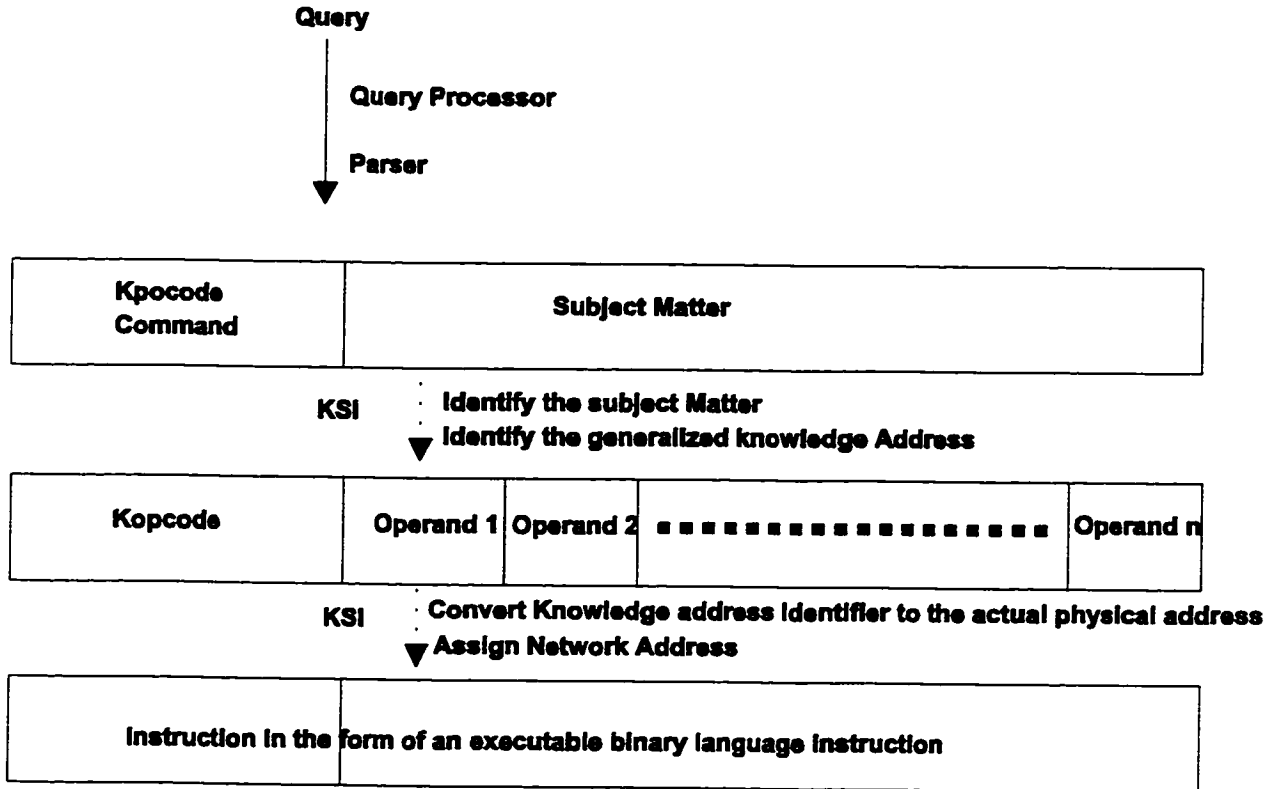 Query
Query Processor
Parser
Kpocode
Command
Subject Matter
KSI
Identify the subject Matter
Identify the generalized knowledge Address
Kopcode
Operand 1
Operand 2
Operand n
KSI
Convert Knowledge address Identifier to the actual physical address
Assign Network Address
Instruction in the form of an executable binary language instruction